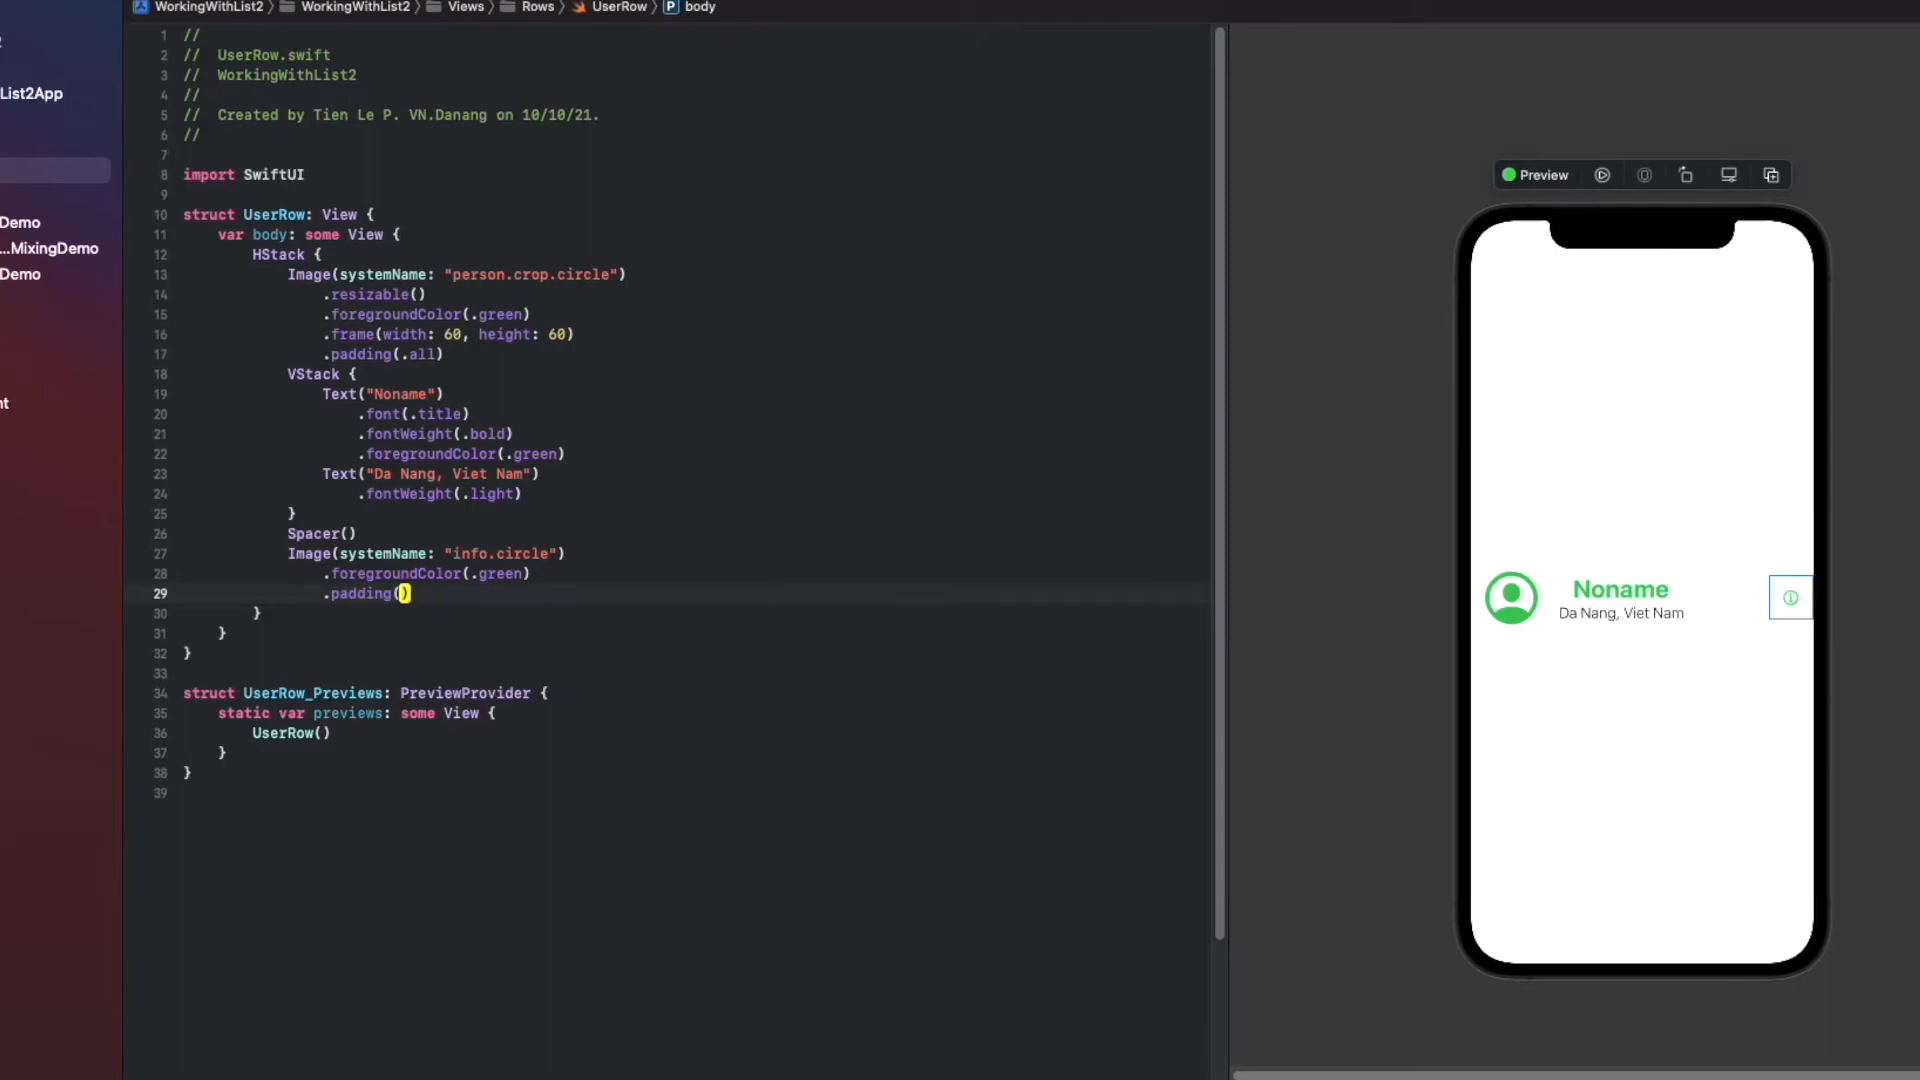 WorkingWithList2 〉 WorkingWithList2 〉 Views 〉 Rows 〉 UserRow 〉 P body
List2App
Demo
...MixingDemo
Demo
nt
1 //
2 //  UserRow.swift
3 //  WorkingWithList2
4 //
5 //  Created by Tien Le P. VN.Danang on 10/10/21.
6 //
7
8 import SwiftUI
9
10 struct UserRow: View {
11     var body: some View {
12         HStack {
13             Image(systemName: "person.crop.circle")
14                 .resizable()
15                 .foregroundColor(.green)
16                 .frame(width: 60, height: 60)
17                 .padding(.all)
18             VStack {
19                 Text("Noname")
20                     .font(.title)
21                     .fontWeight(.bold)
22                     .foregroundColor(.green)
23                 Text("Da Nang, Viet Nam")
24                     .fontWeight(.light)
25             }
26             Spacer()
27             Image(systemName: "info.circle")
28                 .foregroundColor(.green)
29                 .padding()
30         }
31     }
32 }
33
34 struct UserRow_Previews: PreviewProvider {
35     static var previews: some View {
36         UserRow()
37     }
38 }
39
Preview
Noname
Da Nang, Viet Nam